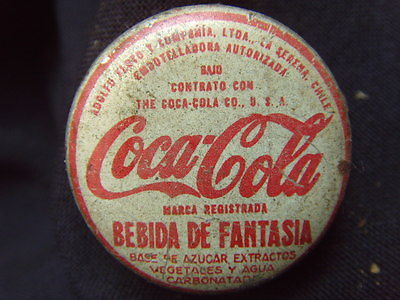 ADOLFO FLOTO Y COMPAÑIA, LTDA., LA SERENA, CHILE
EMBOTELLADORA AUTORIZADA
BAJO
CONTRATO CON
THE COCA-COLA CO., U. S. A.
Coca-Cola
MARCA REGISTRADA
BEBIDA DE FANTASIA
BASE DE AZUCAR EXTRACTOS
VEGETALES Y AGUA
CARBONATADA